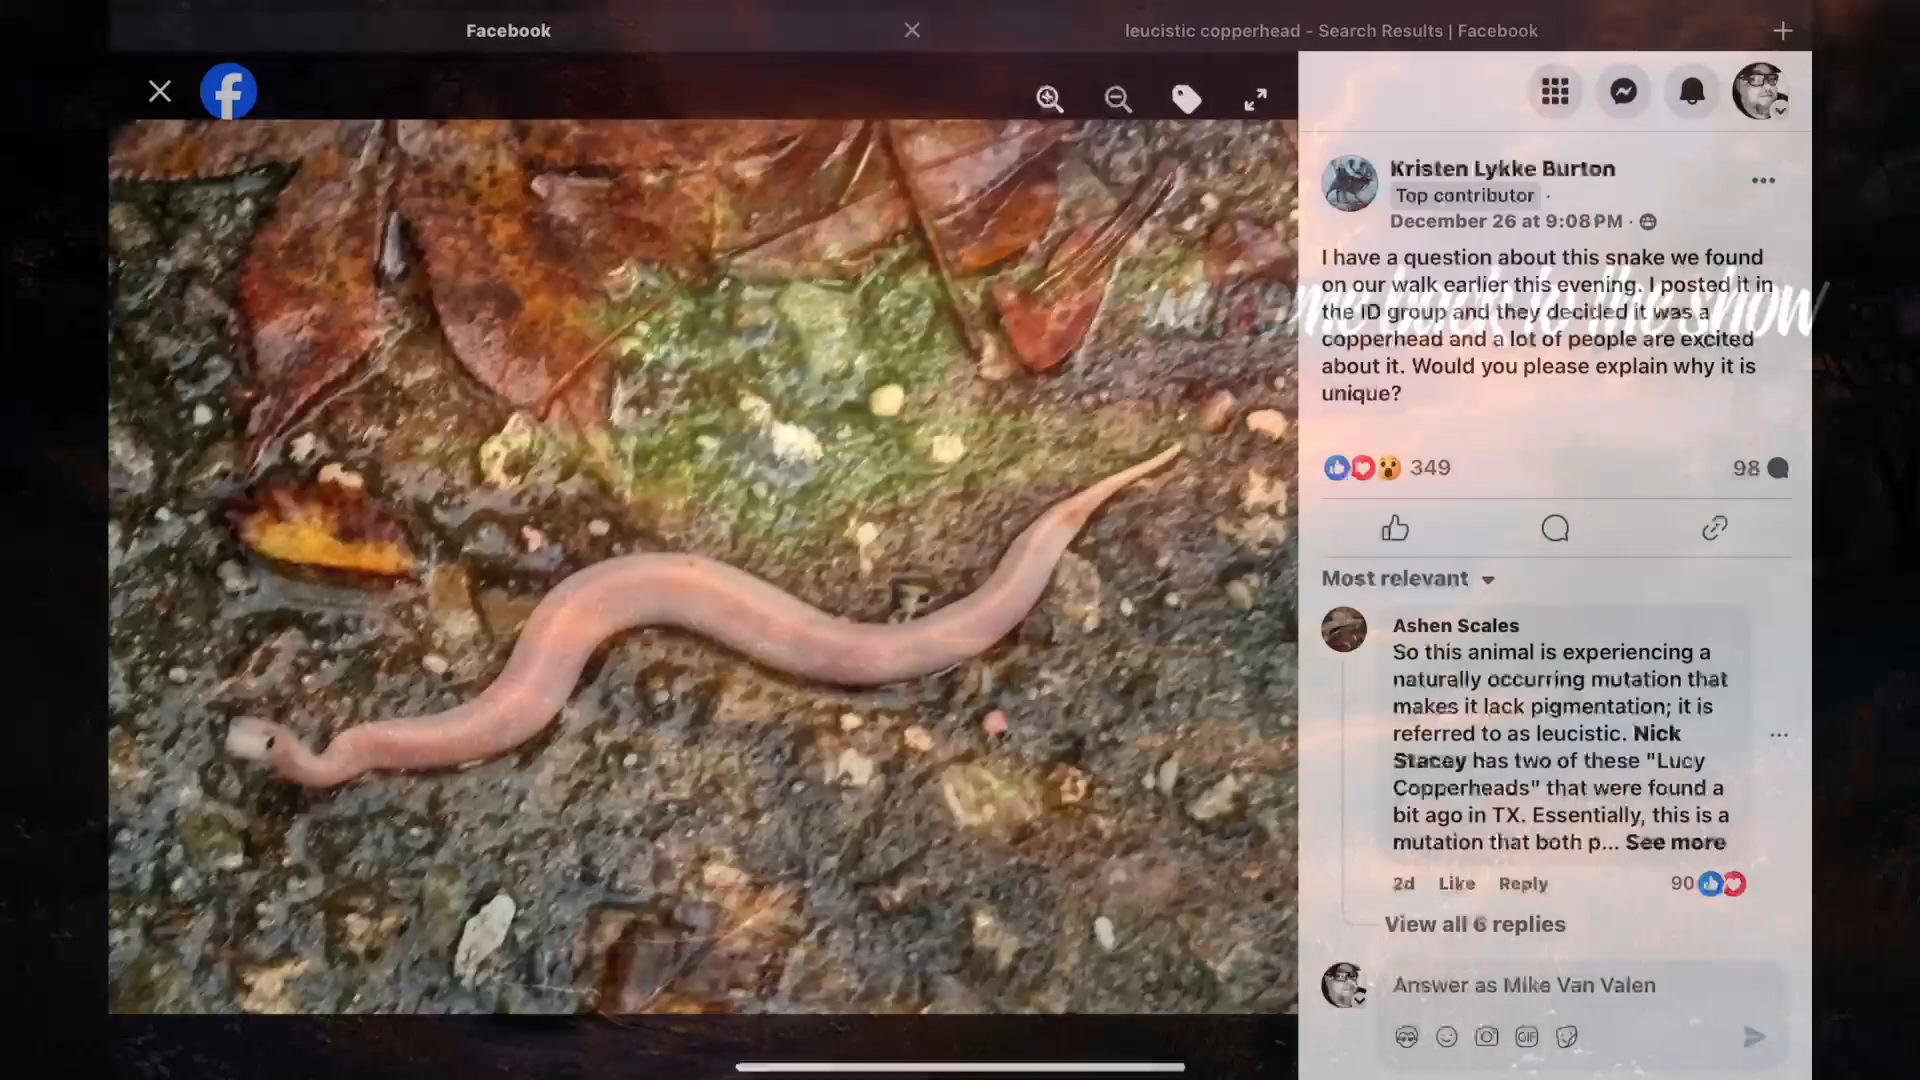 Facebook
leucistic copperhead - Search Results | Facebook
Kristen Lykke Burton
Top contributor ·
December 26 at 9:08 PM ·
I have a question about this snake we found
on our walk earlier this evening. I posted it in
the ID group and they decided it was a
copperhead and a lot of people are excited
about it. Would you please explain why it is
unique?
back to the show
349
98
Most relevant
Ashen Scales
So this animal is experiencing a
naturally occurring mutation that
makes it lack pigmentation; it is
referred to as leucistic. Nick
Stacey has two of these "Lucy
Copperheads" that were found a
bit ago in TX. Essentially, this is a
mutation that both p... See more
2d Like Reply
90
View all 6 replies
Answer as Mike Van Valen
GIF